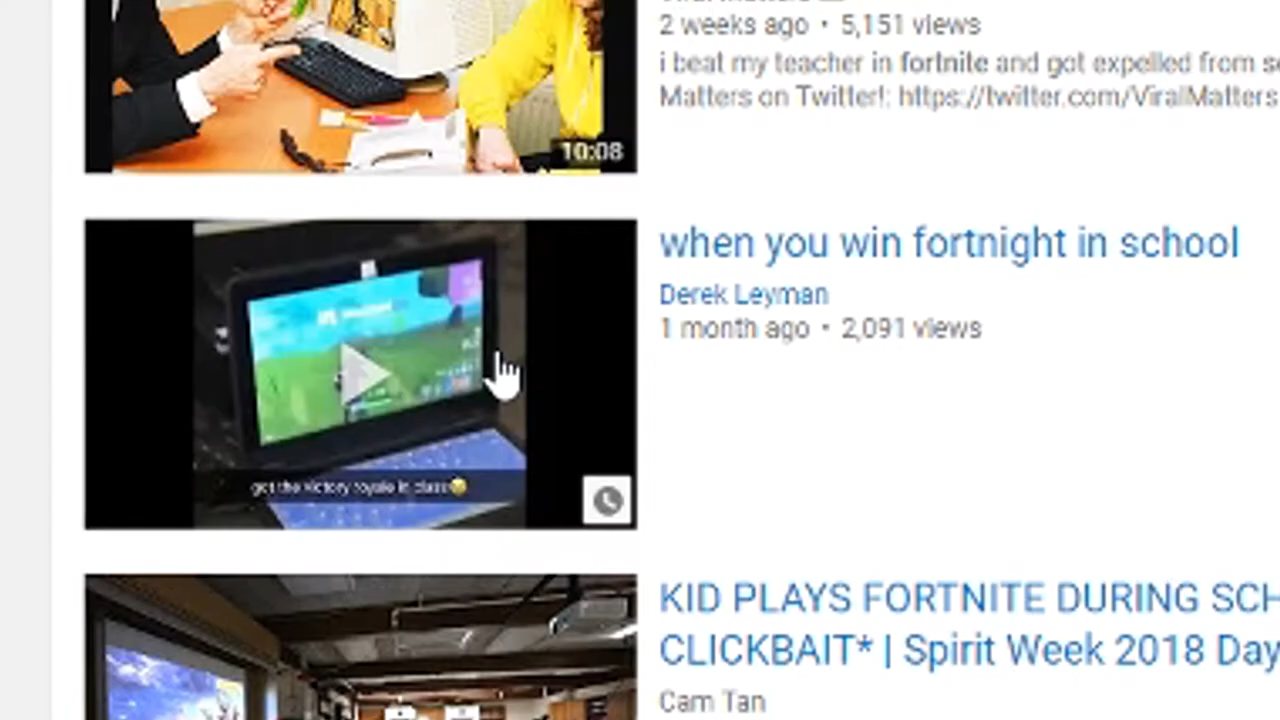 2 weeks ago • 5,151 views
i beat my teacher in fortnite and got expelled from
Matters on Twitter!: https://twitter.com/ViralMatters
10:08
when you win fortnight in school
Derek Leyman
1 month ago • 2,091 views
got the victory royale in class
KID PLAYS FORTNITE DURING SCH
CLICKBAIT* | Spirit Week 2018 Day
Cam Tan